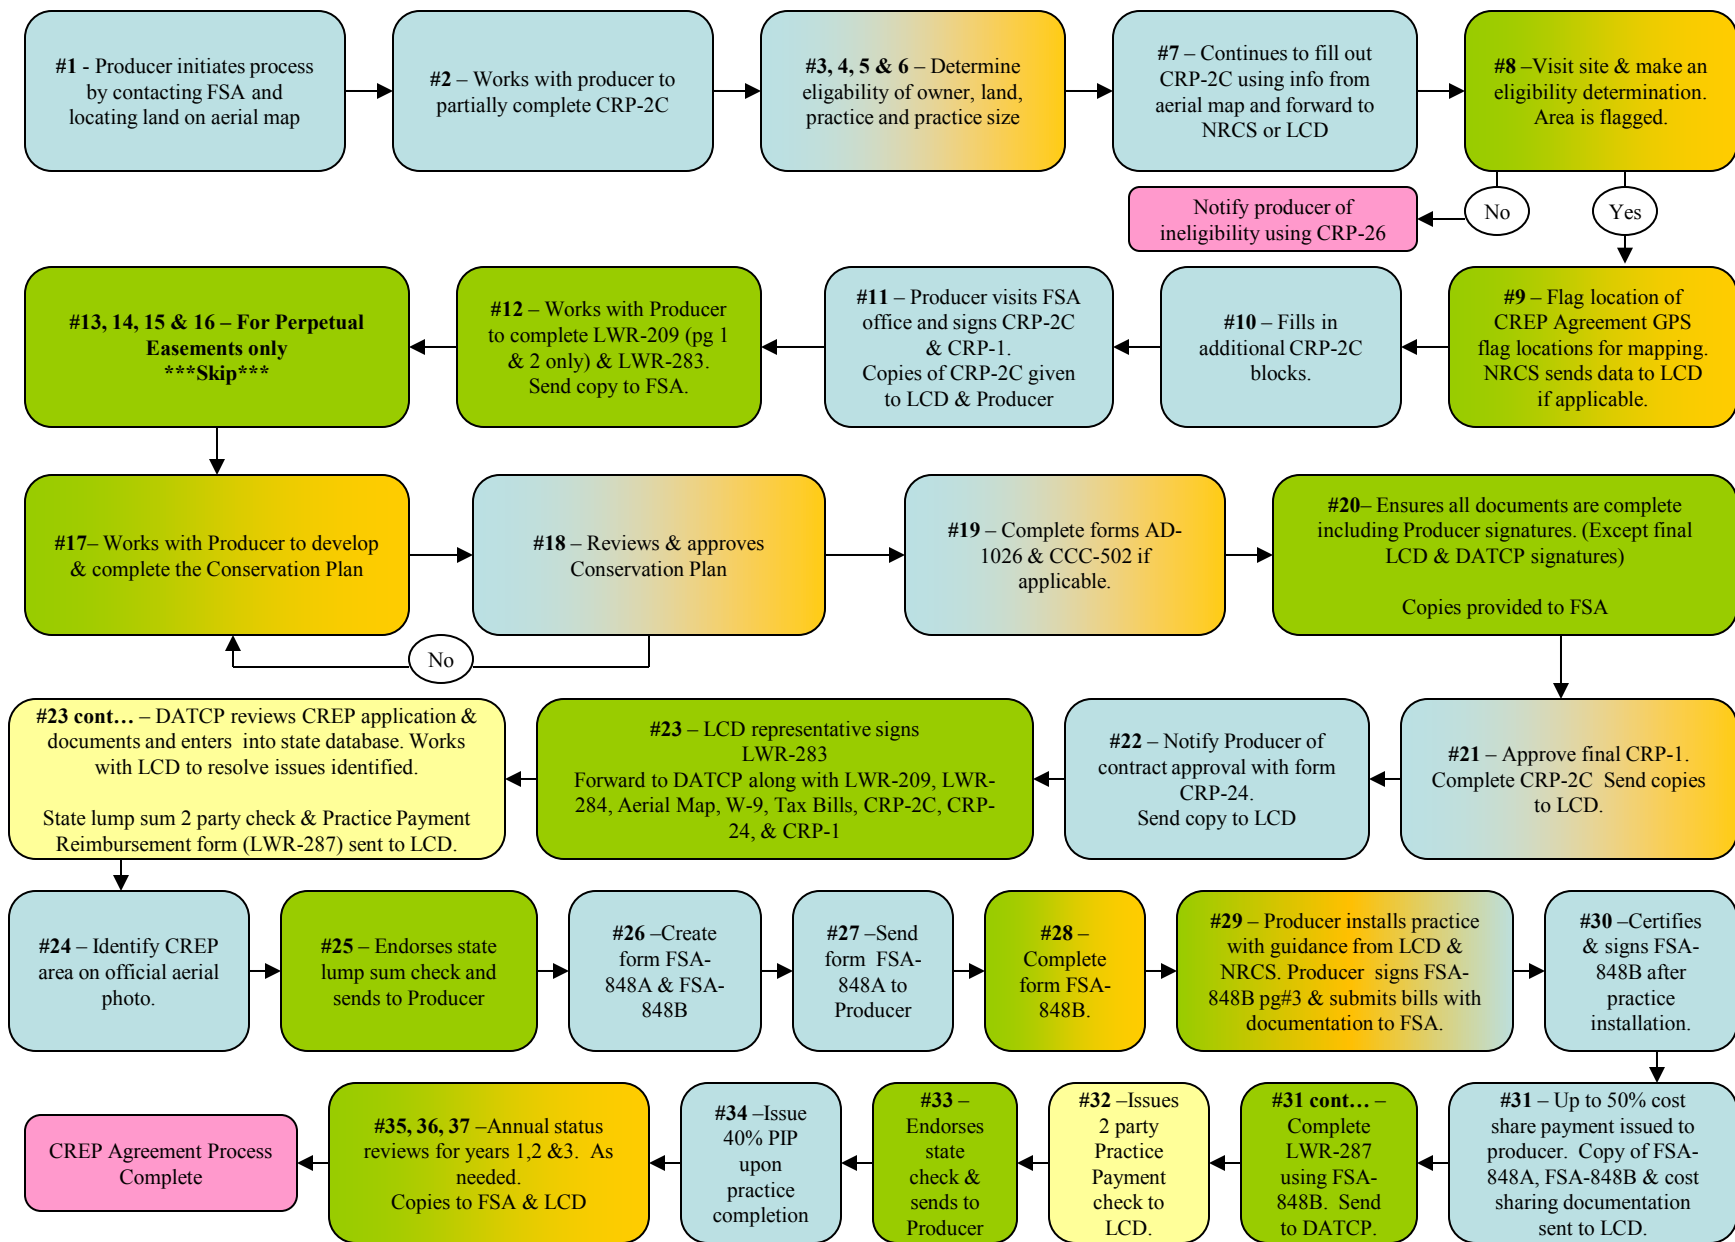 #1 - Producer initiates process
by contacting FSA and
locating land on aerial map
#2 – Works with producer to
partially complete CRP-2C
#3, 4, 5 & 6 – Determine
eligability of owner, land,
practice and practice size
#7 – Continues to fill out
CRP-2C using info from
aerial map and forward to
NRCS or LCD
#8 –Visit site & make an
eligibility determination.
Area is flagged.
No
Yes
Notify producer of
ineligibility using CRP-26
#9 – Flag location of
CREP Agreement GPS
flag locations for mapping.
NRCS sends data to LCD
if applicable.
#10 – Fills in
additional CRP-2C
blocks.
#11 – Producer visits FSA
office and signs CRP-2C
& CRP-1.
Copies of CRP-2C given
to LCD & Producer
#12 – Works with Producer
to complete LWR-209 (pg 1
& 2 only) & LWR-283.
Send copy to FSA.
#13, 14, 15 & 16 – For Perpetual
Easements only
***Skip***
#17– Works with Producer to develop
& complete the Conservation Plan
#18 – Reviews & approves
Conservation Plan
No
#19 – Complete forms AD-
1026 & CCC-502 if
applicable.
#20– Ensures all documents are complete
including Producer signatures. (Except final
LCD & DATCP signatures)
Copies provided to FSA
#21 – Approve final CRP-1.
Complete CRP-2C  Send copies
to LCD.
#22 – Notify Producer of
contract approval with form
CRP-24.
Send copy to LCD
#23 – LCD representative signs
LWR-283
Forward to DATCP along with LWR-209, LWR-
284, Aerial Map, W-9, Tax Bills, CRP-2C, CRP-
24, & CRP-1
#23 cont… – DATCP reviews CREP application &
documents and enters  into state database. Works
with LCD to resolve issues identified.
State lump sum 2 party check & Practice Payment
Reimbursement form (LWR-287) sent to LCD.
#24 – Identify CREP
area on official aerial
photo.
#25 – Endorses state
lump sum check and
sends to Producer
#26 –Create
form FSA-
848A & FSA-
848B
#27 –Send
form  FSA-
848A to
Producer
#28 –
Complete
form FSA-
848B.
#29 – Producer installs practice
with guidance from LCD &
NRCS. Producer  signs FSA-
848B pg#3 & submits bills with
documentation to FSA.
#30 –Certifies
& signs FSA-
848B after
practice
installation.
#31 – Up to 50% cost
share payment issued to
producer.  Copy of FSA-
848A, FSA-848B & cost
sharing documentation
sent to LCD.
#31 cont… –
Complete
LWR-287
using FSA-
848B.  Send
to DATCP.
#32 –Issues
2 party
Practice
Payment
check to
LCD.
#33 –
Endorses
state
check &
sends to
Producer
#34 –Issue
40% PIP
upon
practice
completion
#35, 36, 37 –Annual status
reviews for years 1,2 &3.  As
needed.
Copies to FSA & LCD
CREP Agreement Process
Complete